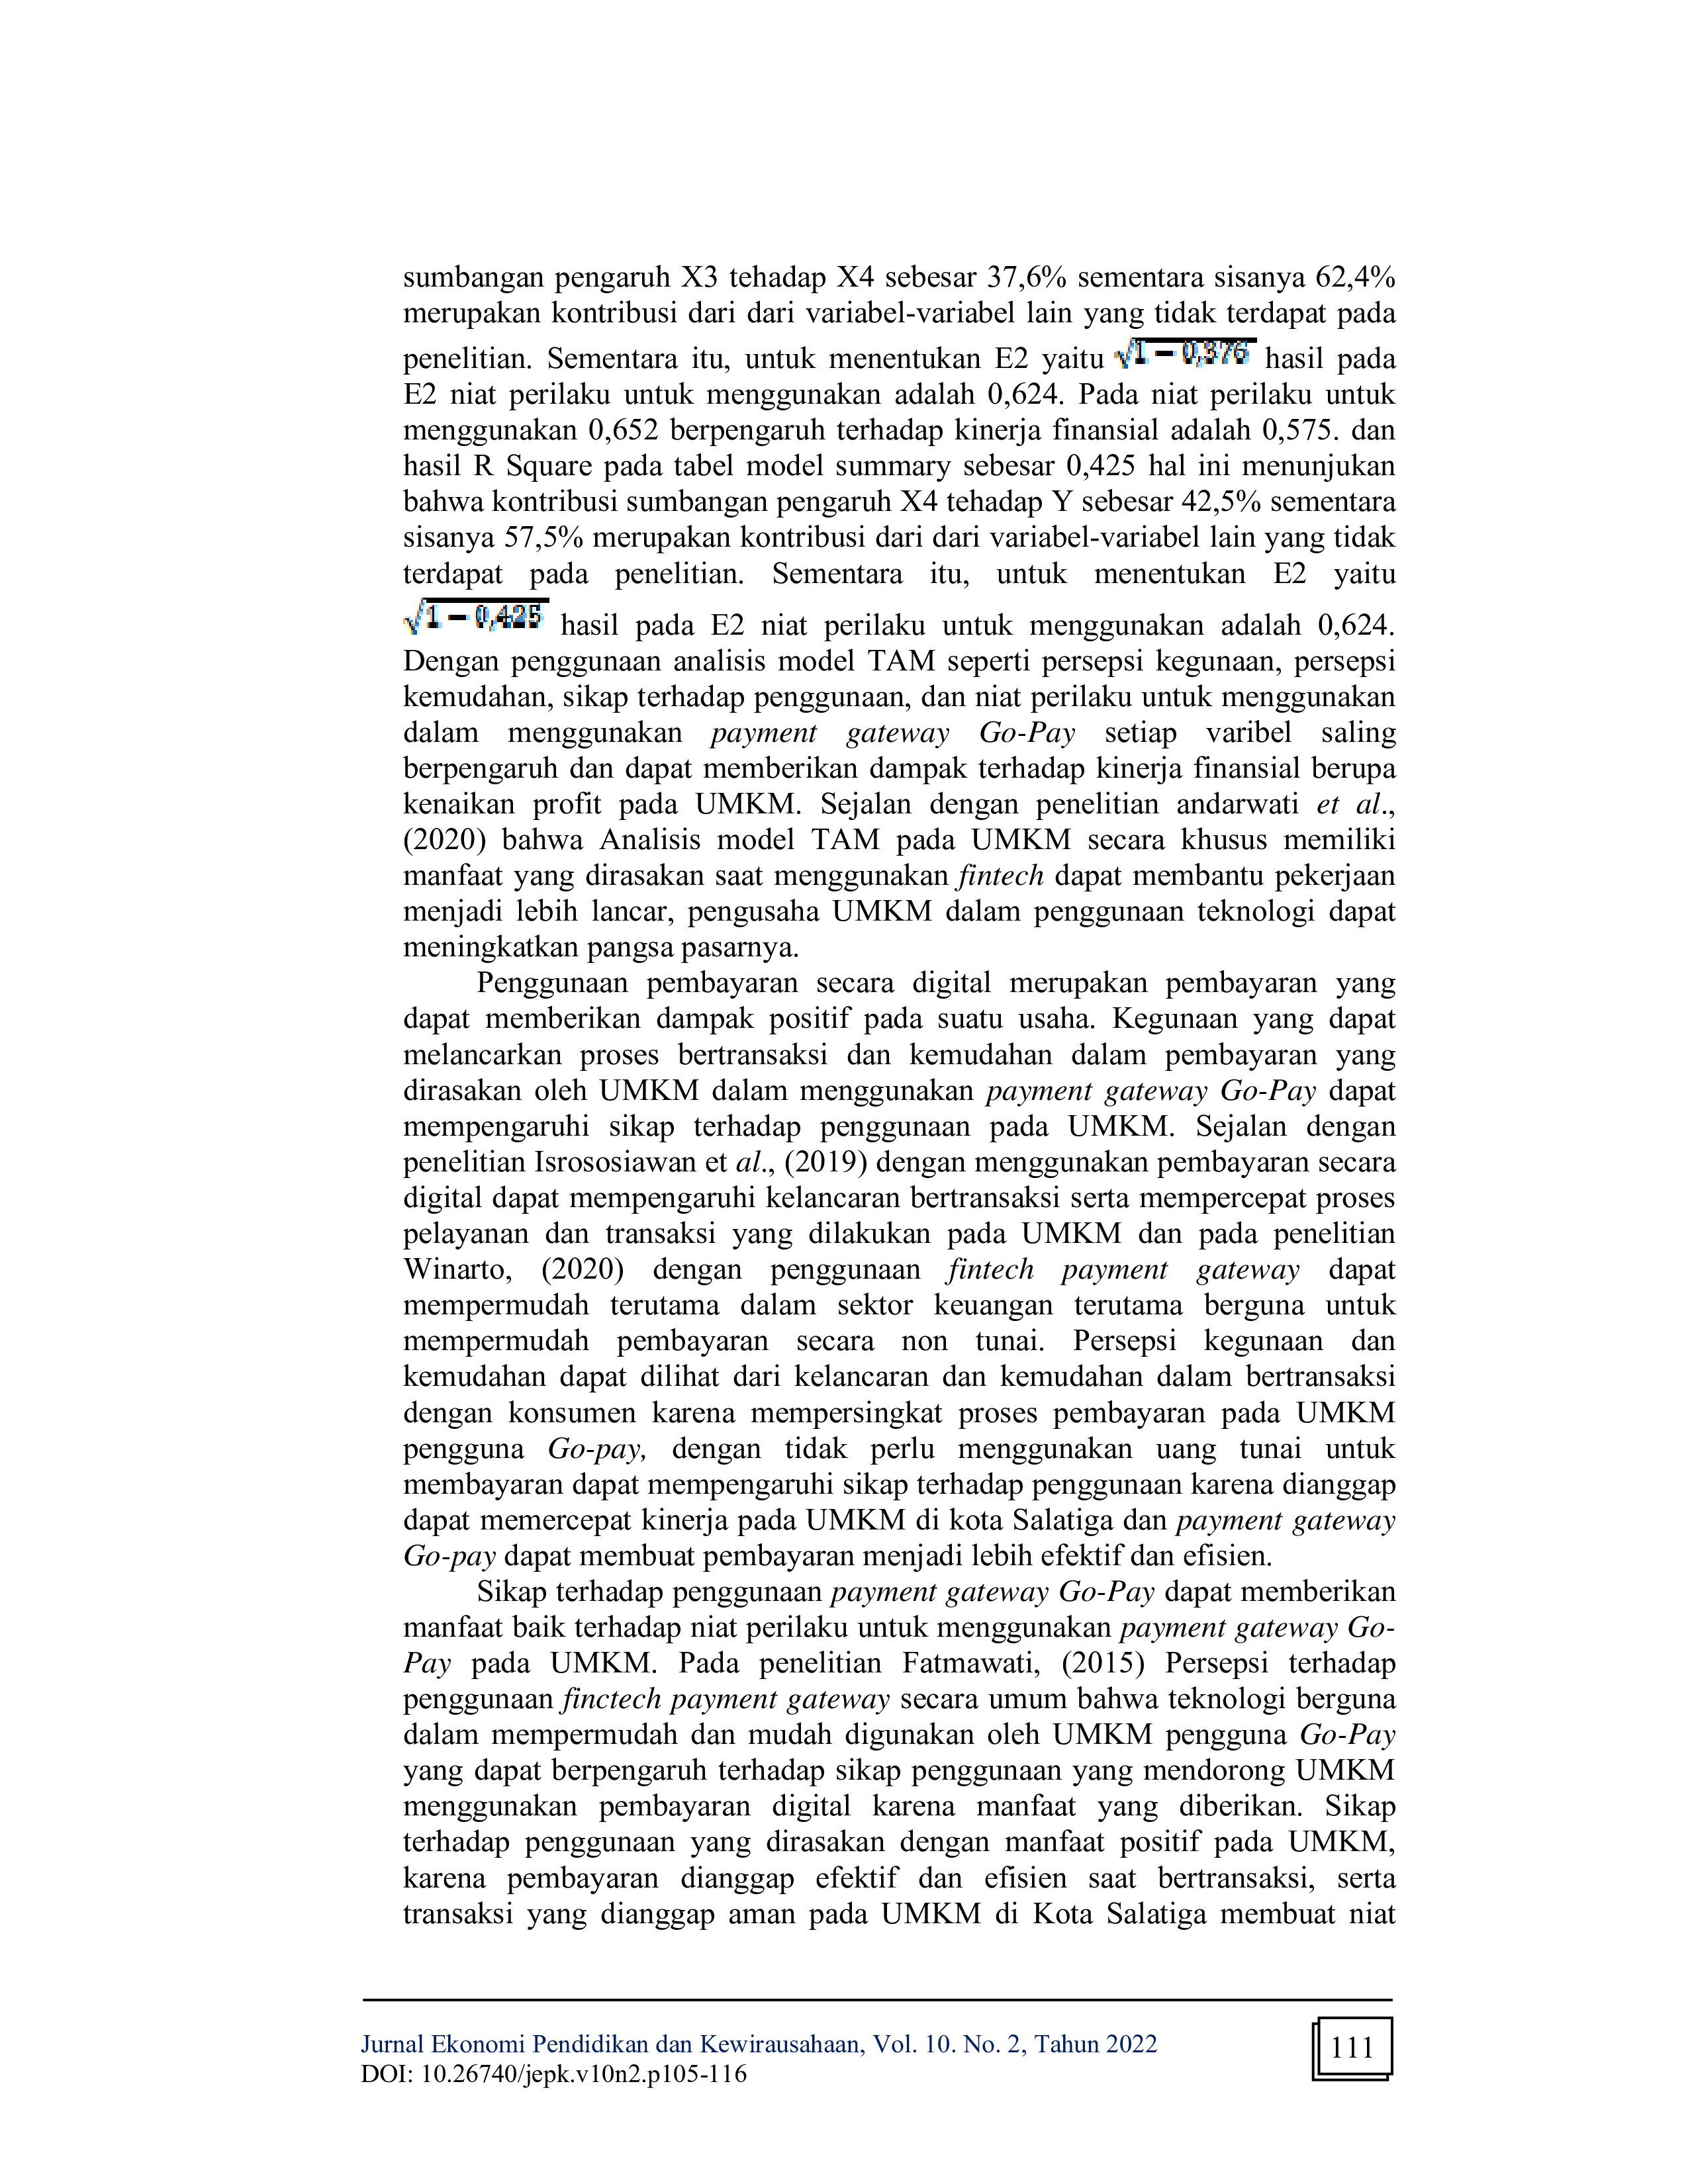 sumbangan pengaruh X3 tehadap X4 sebesar 37,6% sementara sisanya 62,4%
merupakan kontribusi dari dari variabel-variabel lain yang tidak terdapat pada
penelitian. Sementara itu, untuk menentukan E2 yaitu √1 − 0,376 hasil pada
E2 niat perilaku untuk menggunakan adalah 0,624. Pada niat perilaku untuk
menggunakan 0,652 berpengaruh terhadap kinerja finansial adalah 0,575. dan
hasil R Square pada tabel model summary sebesar 0,425 hal ini menunjukan
bahwa kontribusi sumbangan pengaruh X4 tehadap Y sebesar 42,5% sementara
sisanya 57,5% merupakan kontribusi dari dari variabel-variabel lain yang tidak
terdapat pada penelitian. Sementara itu, untuk menentukan E2 yaitu
√1 − 0,425 hasil pada E2 niat perilaku untuk menggunakan adalah 0,624.
Dengan penggunaan analisis model TAM seperti persepsi kegunaan, persepsi
kemudahan, sikap terhadap penggunaan, dan niat perilaku untuk menggunakan
dalam menggunakan payment gateway Go-Pay setiap varibel saling
berpengaruh dan dapat memberikan dampak terhadap kinerja finansial berupa
kenaikan profit pada UMKM. Sejalan dengan penelitian andarwati et al.,
(2020) bahwa Analisis model TAM pada UMKM secara khusus memiliki
manfaat yang dirasakan saat menggunakan fintech dapat membantu pekerjaan
menjadi lebih lancar, pengusaha UMKM dalam penggunaan teknologi dapat
meningkatkan pangsa pasarnya.
Penggunaan pembayaran secara digital merupakan pembayaran yang
dapat memberikan dampak positif pada suatu usaha. Kegunaan yang dapat
melancarkan proses bertransaksi dan kemudahan dalam pembayaran yang
dirasakan oleh UMKM dalam menggunakan payment gateway Go-Pay dapat
mempengaruhi sikap terhadap penggunaan pada UMKM. Sejalan dengan
penelitian Isrososiawan et al., (2019) dengan menggunakan pembayaran secara
digital dapat mempengaruhi kelancaran bertransaksi serta mempercepat proses
pelayanan dan transaksi yang dilakukan pada UMKM dan pada penelitian
Winarto, (2020) dengan penggunaan fintech payment gateway dapat
mempermudah terutama dalam sektor keuangan terutama berguna untuk
mempermudah pembayaran secara non tunai. Persepsi kegunaan dan
kemudahan dapat dilihat dari kelancaran dan kemudahan dalam bertransaksi
dengan konsumen karena mempersingkat proses pembayaran pada UMKM
pengguna Go-pay, dengan tidak perlu menggunakan uang tunai untuk
membayaran dapat mempengaruhi sikap terhadap penggunaan karena dianggap
dapat memercepat kinerja pada UMKM di kota Salatiga dan payment gateway
Go-pay dapat membuat pembayaran menjadi lebih efektif dan efisien.
Sikap terhadap penggunaan payment gateway Go-Pay dapat memberikan
manfaat baik terhadap niat perilaku untuk menggunakan payment gateway Go-
Pay pada UMKM. Pada penelitian Fatmawati, (2015) Persepsi terhadap
penggunaan finctech payment gateway secara umum bahwa teknologi berguna
dalam mempermudah dan mudah digunakan oleh UMKM pengguna Go-Pay
yang dapat berpengaruh terhadap sikap penggunaan yang mendorong UMKM
menggunakan pembayaran digital karena manfaat yang diberikan. Sikap
terhadap penggunaan yang dirasakan dengan manfaat positif pada UMKM,
karena pembayaran dianggap efektif dan efisien saat bertransaksi, serta
transaksi yang dianggap aman pada UMKM di Kota Salatiga membuat niat
Jurnal Ekonomi Pendidikan dan Kewirausahaan, Vol. 10. No. 2, Tahun 2022
DOI: 10.26740/jepk.v10n2.p105-116
111